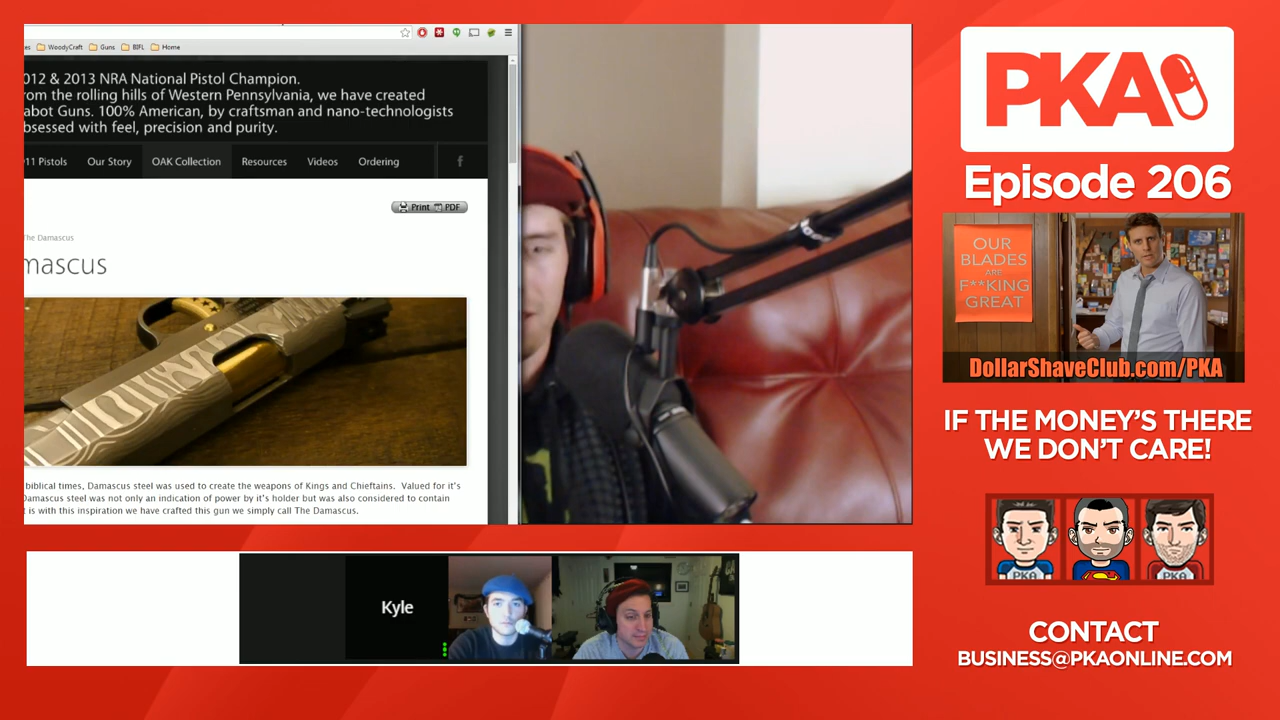 es WoodyCraft Guns BIFL Home
012 & 2013 NRA National Pistol Champion.
rom the rolling hills of Western Pennsylvania, we have created
abot Guns. 100% American, by craftsman and nano-technologists
bsessed with feel, precision and purity.
11 Pistols Our Story OAK Collection Resources Videos Ordering f
Print PDF
he Damascus
mascus
biblical times, Damascus steel was used to create the weapons of Kings and Chieftains. Valued for it's
Damascus steel was not only an indication of power by it's holder but was also considered to contain
t is with this inspiration we have crafted this gun we simply call The Damascus.
Kyle
PKA
Episode 206
OUR
BLADES
ARE
F**KING
GREAT
DollarShaveClub.com/PKA
IF THE MONEY'S THERE
WE DON'T CARE!
PKA
PKA
CONTACT
BUSINESS@PKAONLINE.COM